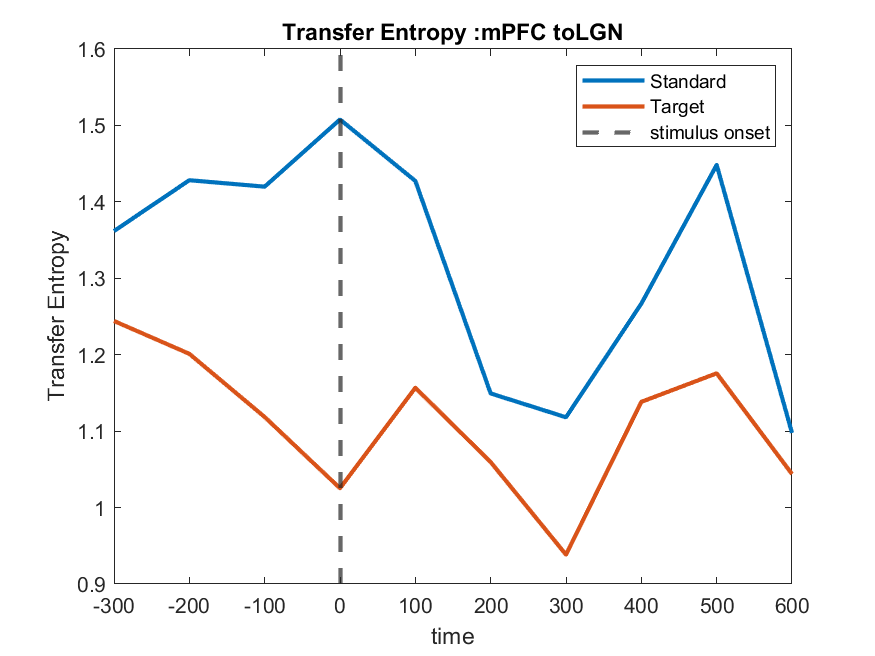 Transfer Entropy :mPFC toLGN
1.6
1.5
1.4
1.3
1.2
1.1
1
0.9
Transfer Entropy
Standard
Target
stimulus onset
-300 -200 -100 0 100 200 300 400 500 600
time